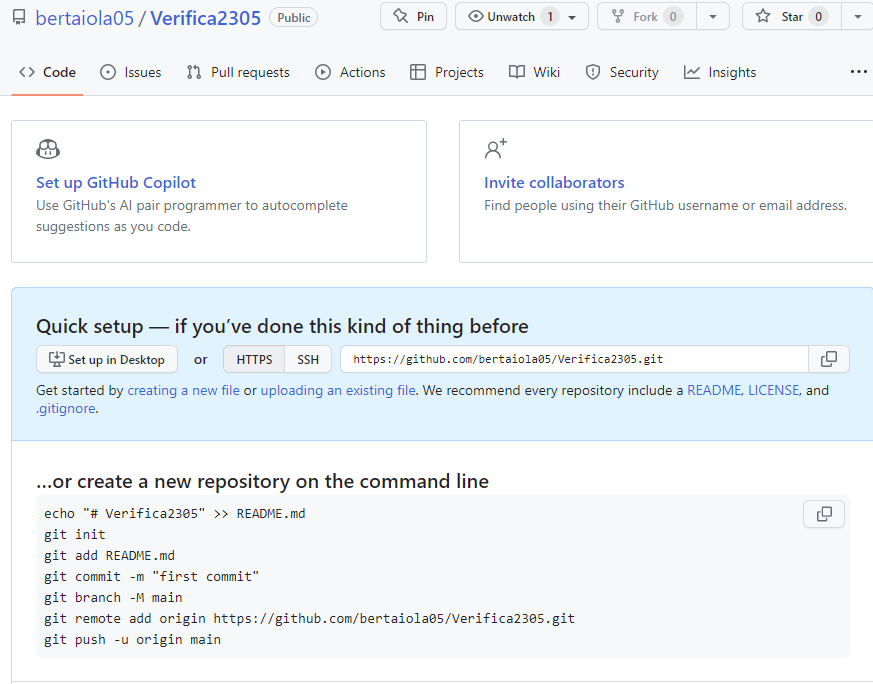 bertaiola05 / Verifica2305 Public Pin Unwatch 1 Fork 0 Star 0
Code Issues Pull requests Actions Projects Wiki Security Insights ...
Set up GitHub Copilot
Use GitHub's AI pair programmer to autocomplete
suggestions as you code.
Invite collaborators
Find people using their GitHub username or email address.
Quick setup — if you’ve done this kind of thing before
Set up in Desktop or HTTPS SSH https://github.com/bertaiola05/Verifica2305.git
Get started by creating a new file or uploading an existing file. We recommend every repository include a README, LICENSE, and
.gitignore.
…or create a new repository on the command line
echo "# Verifica2305" >> README.md
git init
git add README.md
git commit -m "first commit"
git branch -M main
git remote add origin https://github.com/bertaiola05/Verifica2305.git
git push -u origin main